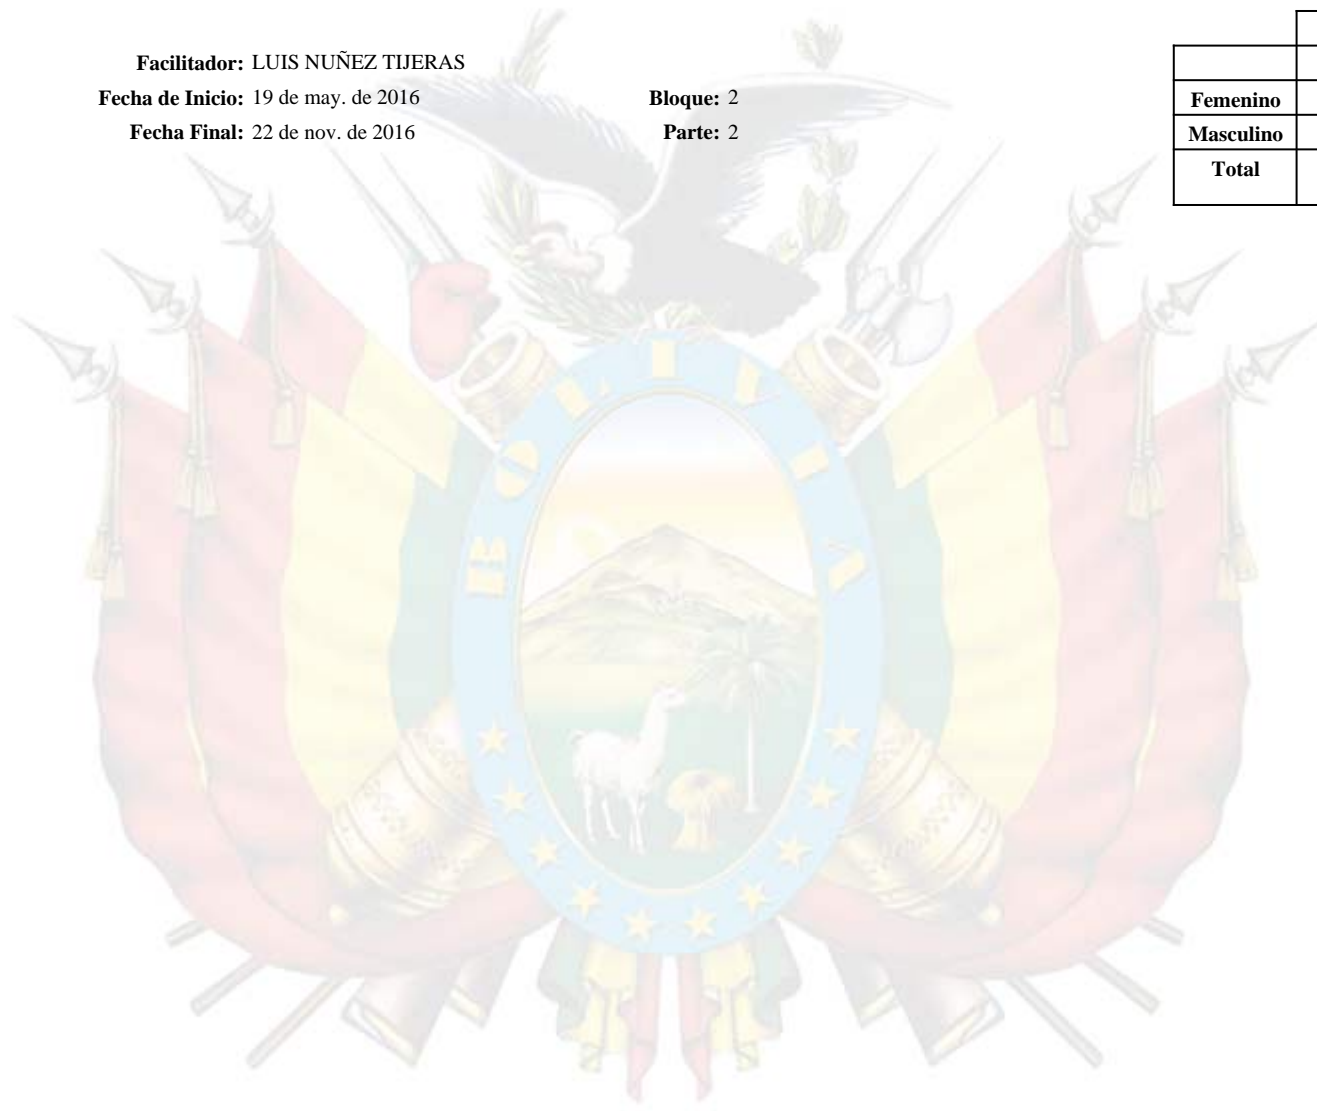 Facilitador: LUIS NUÑEZ TIJERAS
Fecha de Inicio: 19 de may. de 2016
Bloque: 2
Fecha Final: 22 de nov. de 2016
Parte: 2
Femenino
Masculino
Total
BOLIVIA